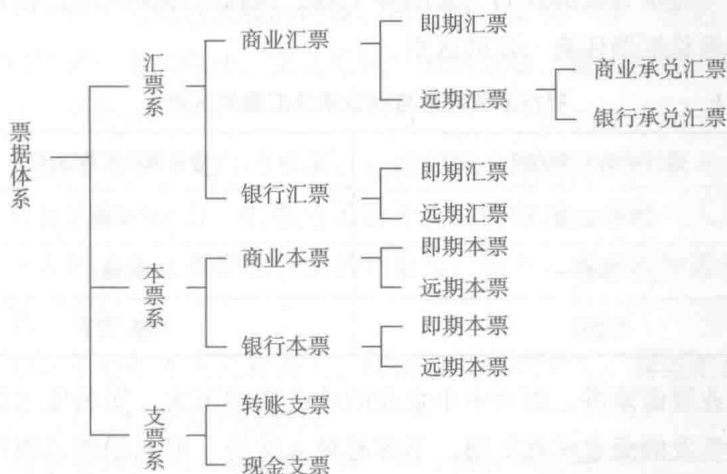 票据体系
汇票系
商业汇票
即期汇票
远期汇票
商业承兑汇票
银行承兑汇票
银行汇票
即期汇票
远期汇票
本票系
商业本票
即期本票
远期本票
银行本票
即期本票
远期本票
支票系
转账支票
现金支票